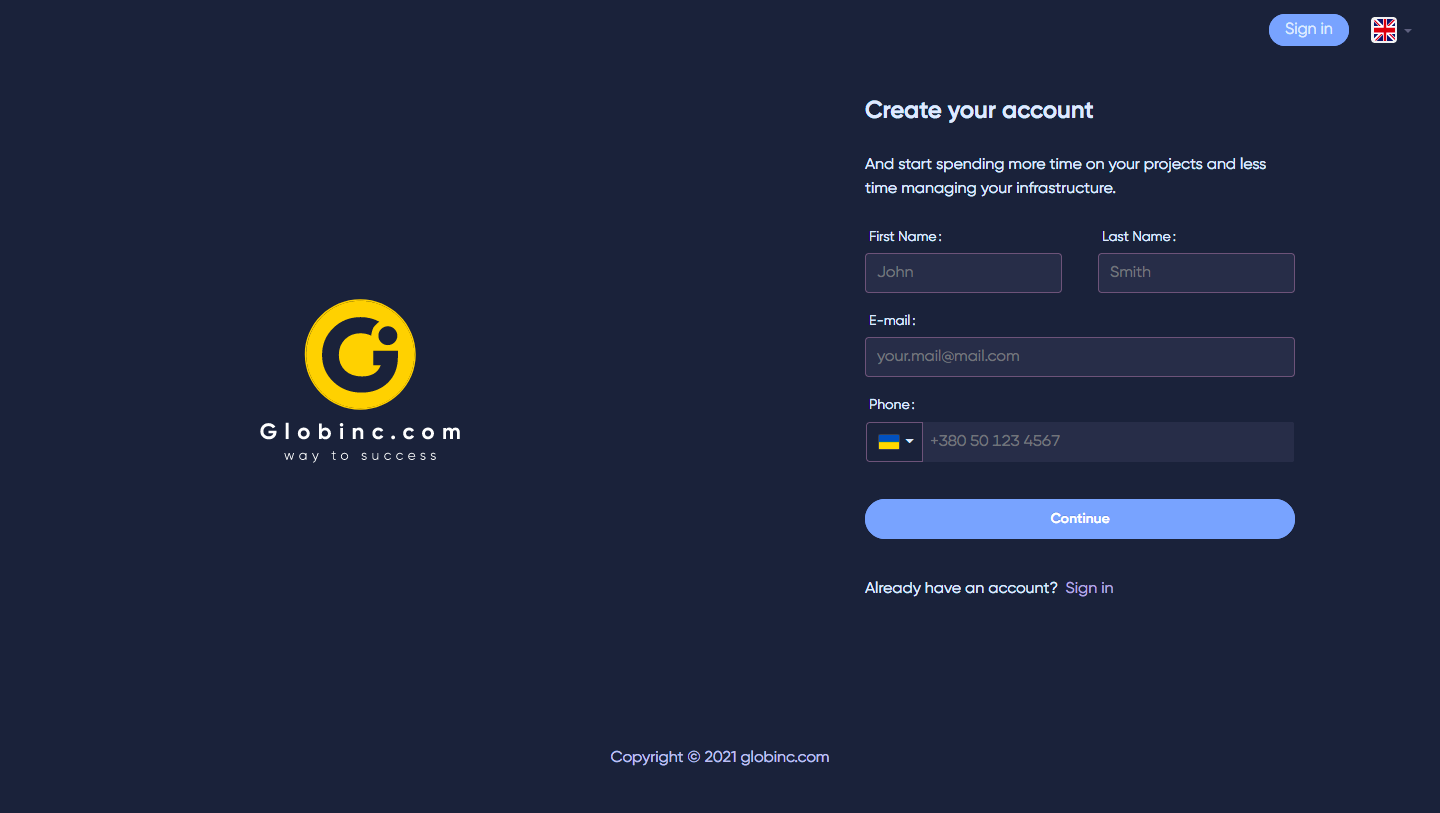 Sign in
Create your account
And start spending more time on your projects and less
time managing your infrastructure.
First Name:
Last Name:
John
Smith
E-mail:
your.mail@mail.com
Phone:
+380 50 123 4567
Continue
Already have an account? Sign in
Globinc.com
way to success
Copyright © 2021 globinc.com